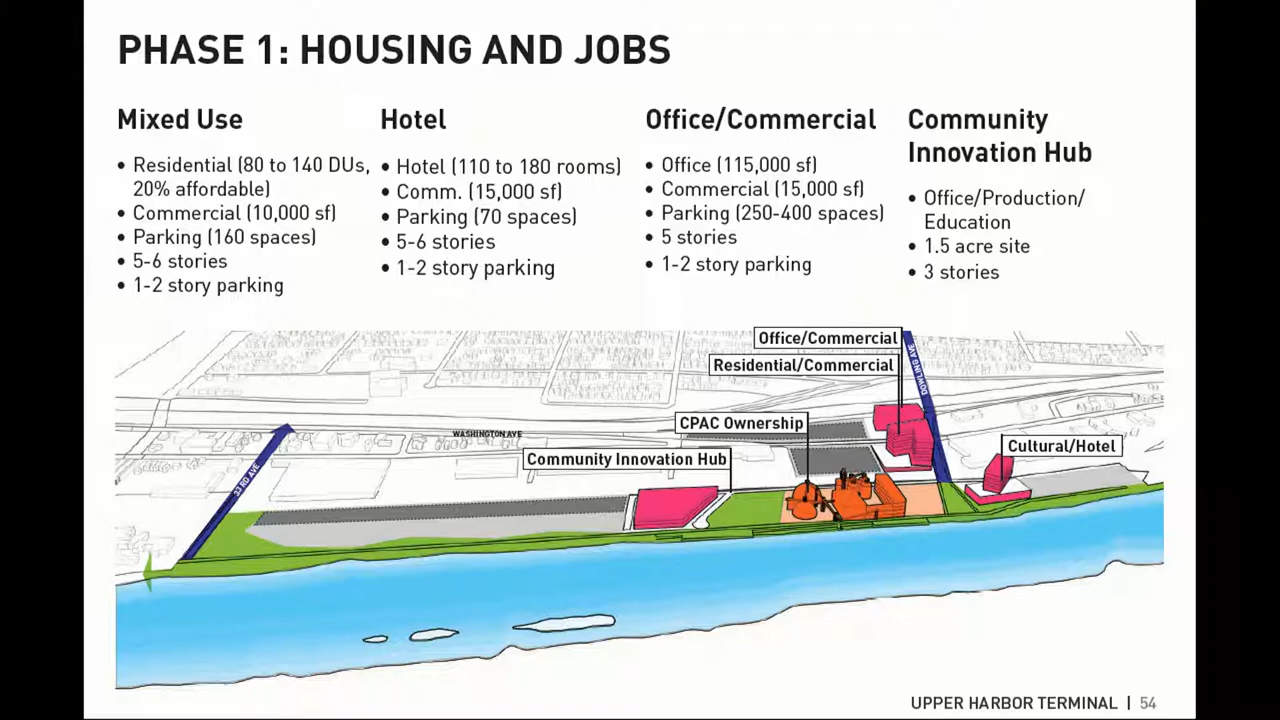 PHASE 1: HOUSING AND JOBS
Mixed Use
• Residential (80 to 140 DUs,
20% affordable)
• Commercial (10,000 sf)
• Parking (160 spaces)
• 5-6 stories
• 1-2 story parking
Hotel
• Hotel (110 to 180 rooms)
• Comm. (15,000 sf)
• Parking (70 spaces)
• 5-6 stories
• 1-2 story parking
Office/Commercial
• Office (115,000 sf)
• Commercial (15,000 sf)
• Parking (250-400 spaces)
• 5 stories
• 1-2 story parking
Community
Innovation Hub
• Office/Production/
Education
• 1.5 acre site
• 3 stories
Office/Commercial
Residential/Commercial
DOWLING AVE
CPAC Ownership
WASHINGTON AVE
Cultural/Hotel
Community Innovation Hub
33 RD AVE
UPPER HARBOR TERMINAL | 54